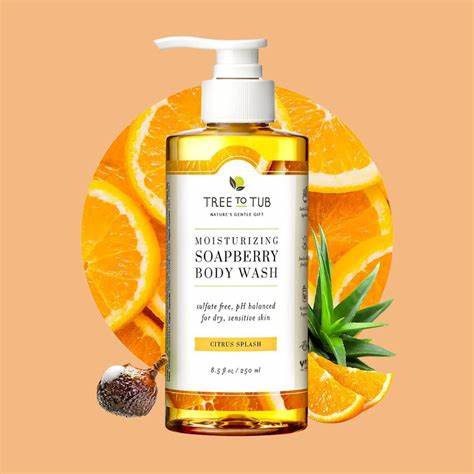 TREE TO TUB
NATURE'S GENTLE GIFT
MOISTURIZING
SOAPBERRY
BODY WASH
sulfate free, pH balanced
for dry, sensitive skin
CITRUS SPLASH
8.5 fl oz / 250 ml